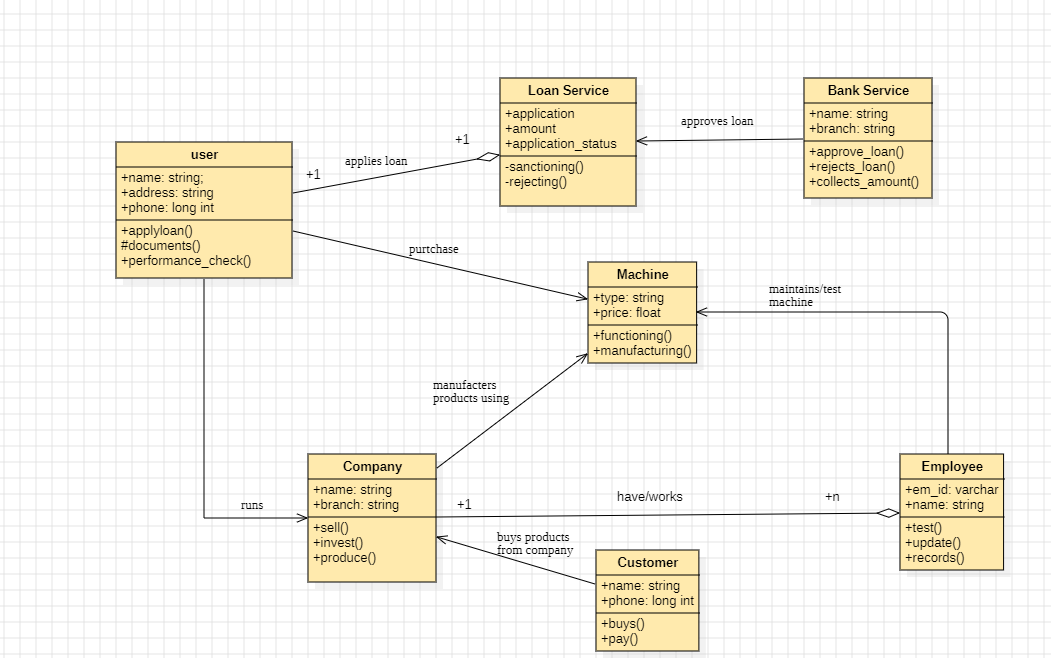 Loan Service
+application
+amount
+application_status
-sanctioning()
-rejecting()
approves loan
Bank Service
+name: string
+branch: string
+approve_loan()
+rejects_loan()
+collects_amount()
user
+name: string;
+address: string
+phone: long int
+applyloan()
#documents()
+performance_check()
+1
applies loan
+1
purtchase
Machine
+type: string
+price: float
+functioning()
+manufacturing()
maintains/test
machine
manufacters
products using
runs
Company
+name: string
+branch: string
+sell()
+invest()
+produce()
+1
have/works
+n
Employee
+em_id: varchar
+name: string
+test()
+update()
+records()
buys products
from company
Customer
+name: string
+phone: long int
+buys()
+pay()